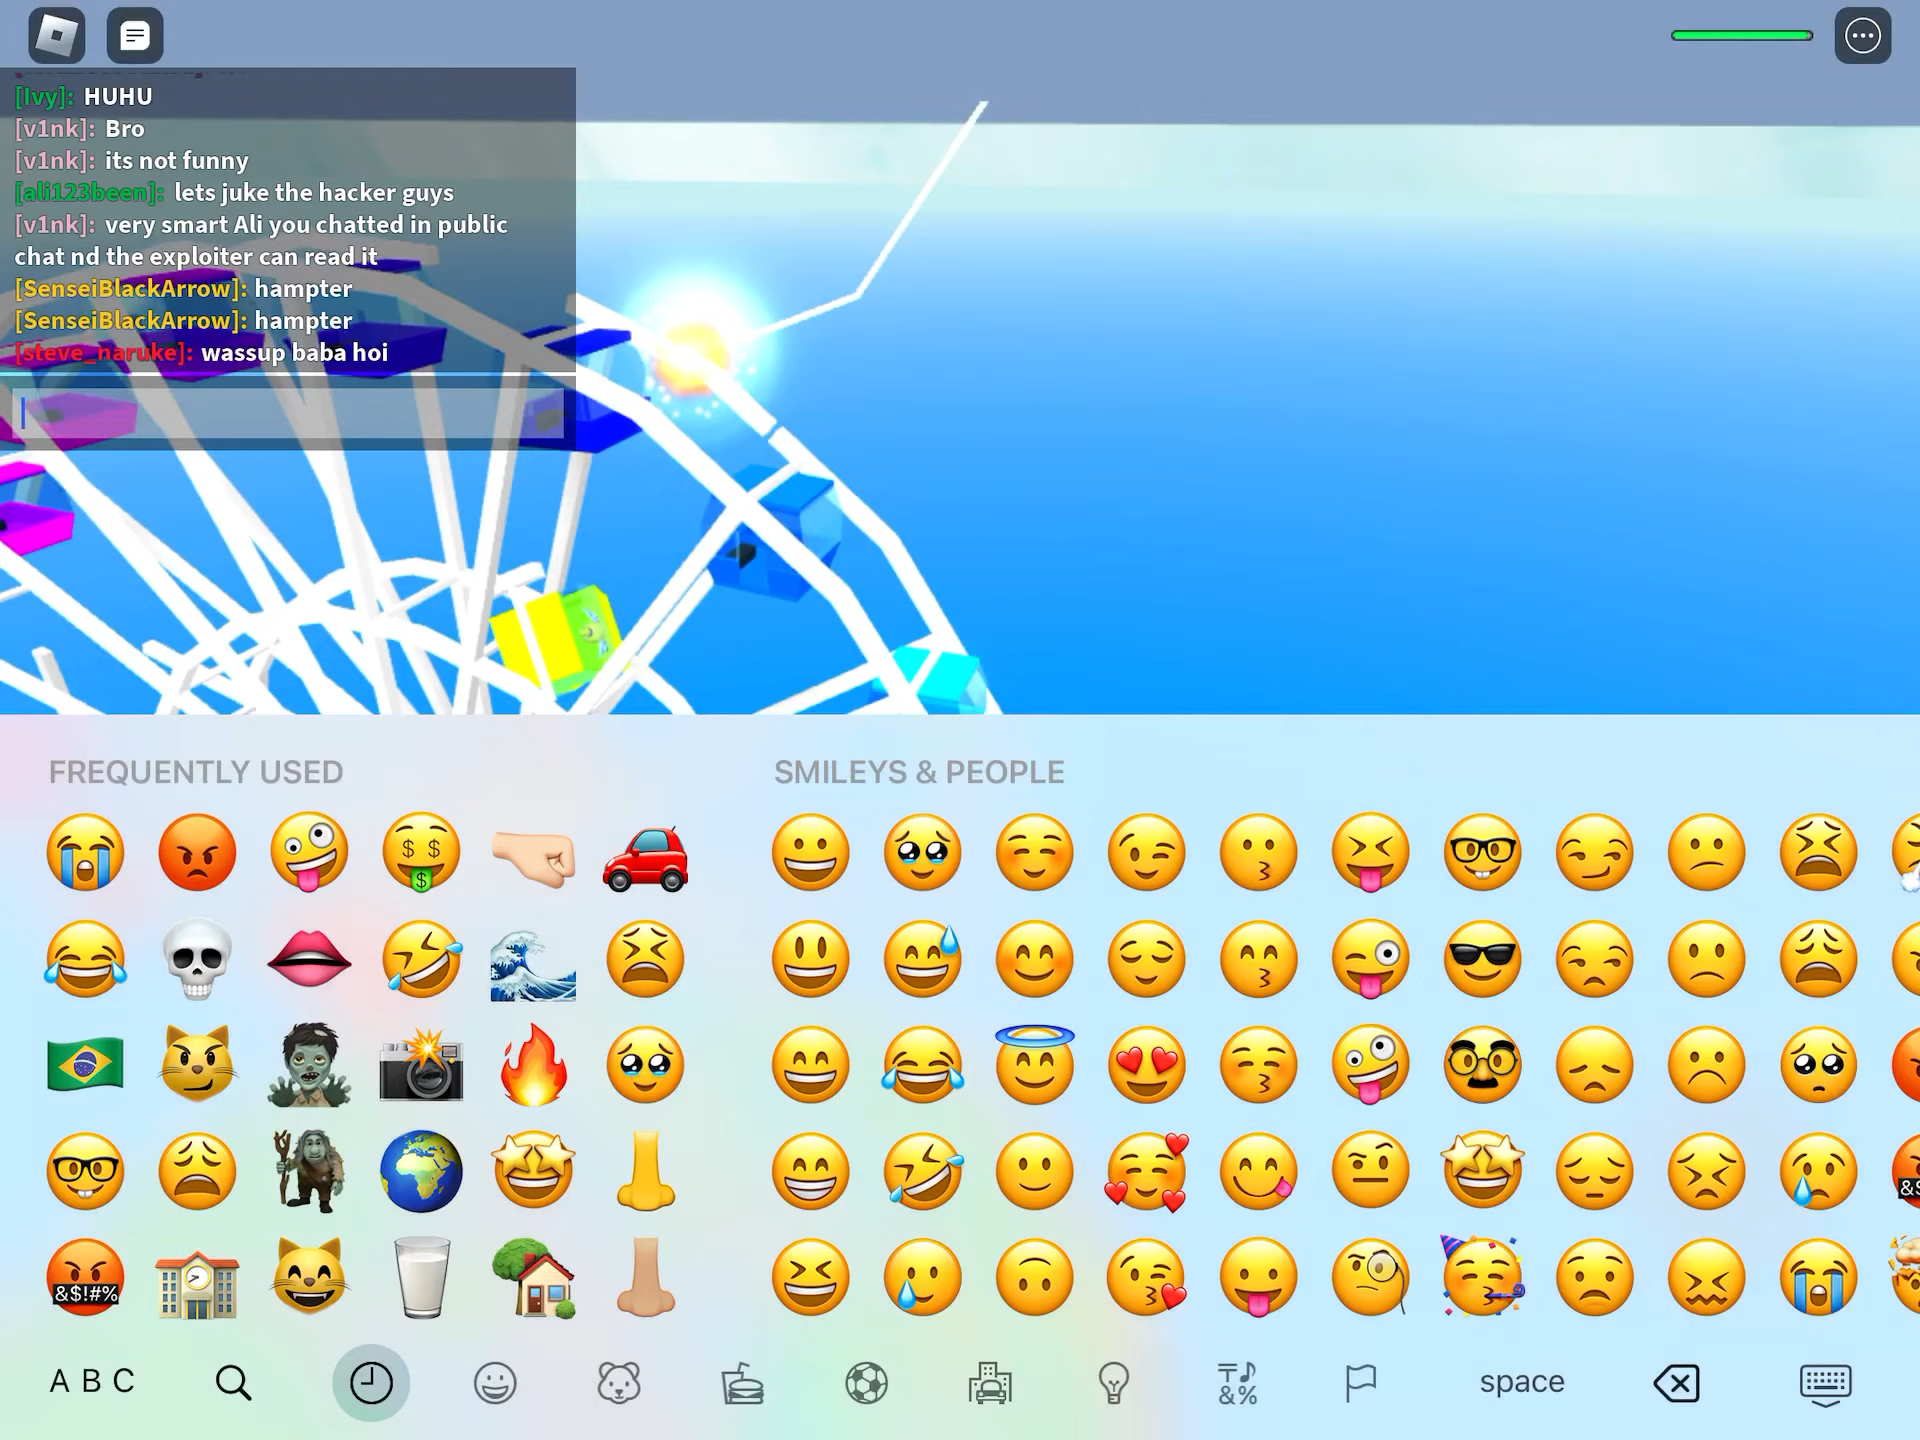 [Ivy]: HUHU
[v1nk]: Bro
[v1nk]: its not funny
[ali123been]: lets juke the hacker guys
[v1nk]: very smart Ali you chatted in public
chat nd the exploiter can read it
[SenseiBlackArrow]: hampter
[SenseiBlackArrow]: hampter
[steve_naruke]: wassup baba hoi
FREQUENTLY USED
SMILEYS & PEOPLE
&$!#%
ABC
space